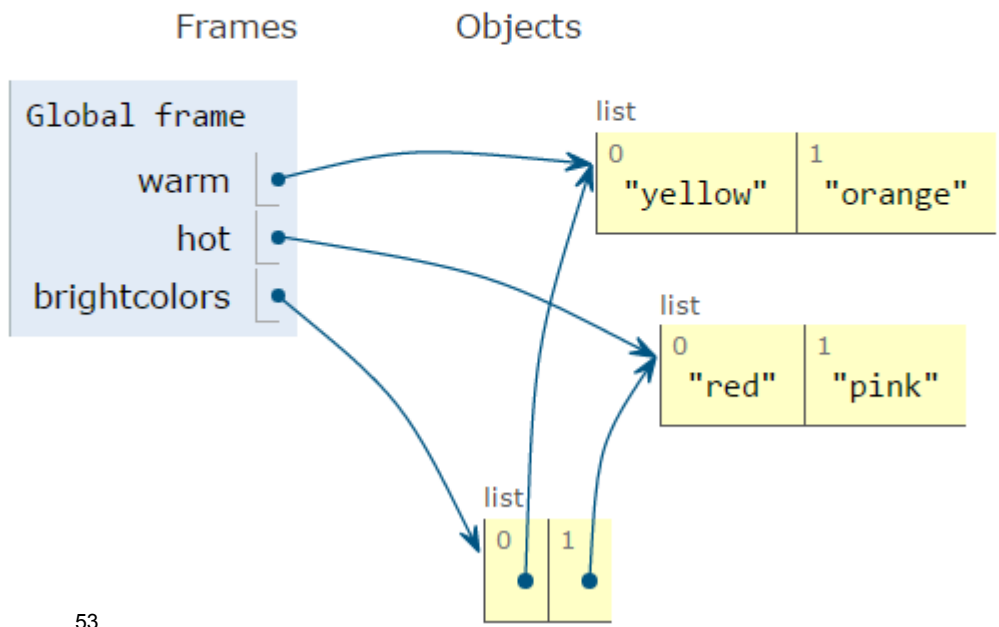 Frames Objects
Global frame
warm
hot
brightcolors
list
0 1
"yellow" "orange"
list
0 1
"red" "pink"
list
0 1
53